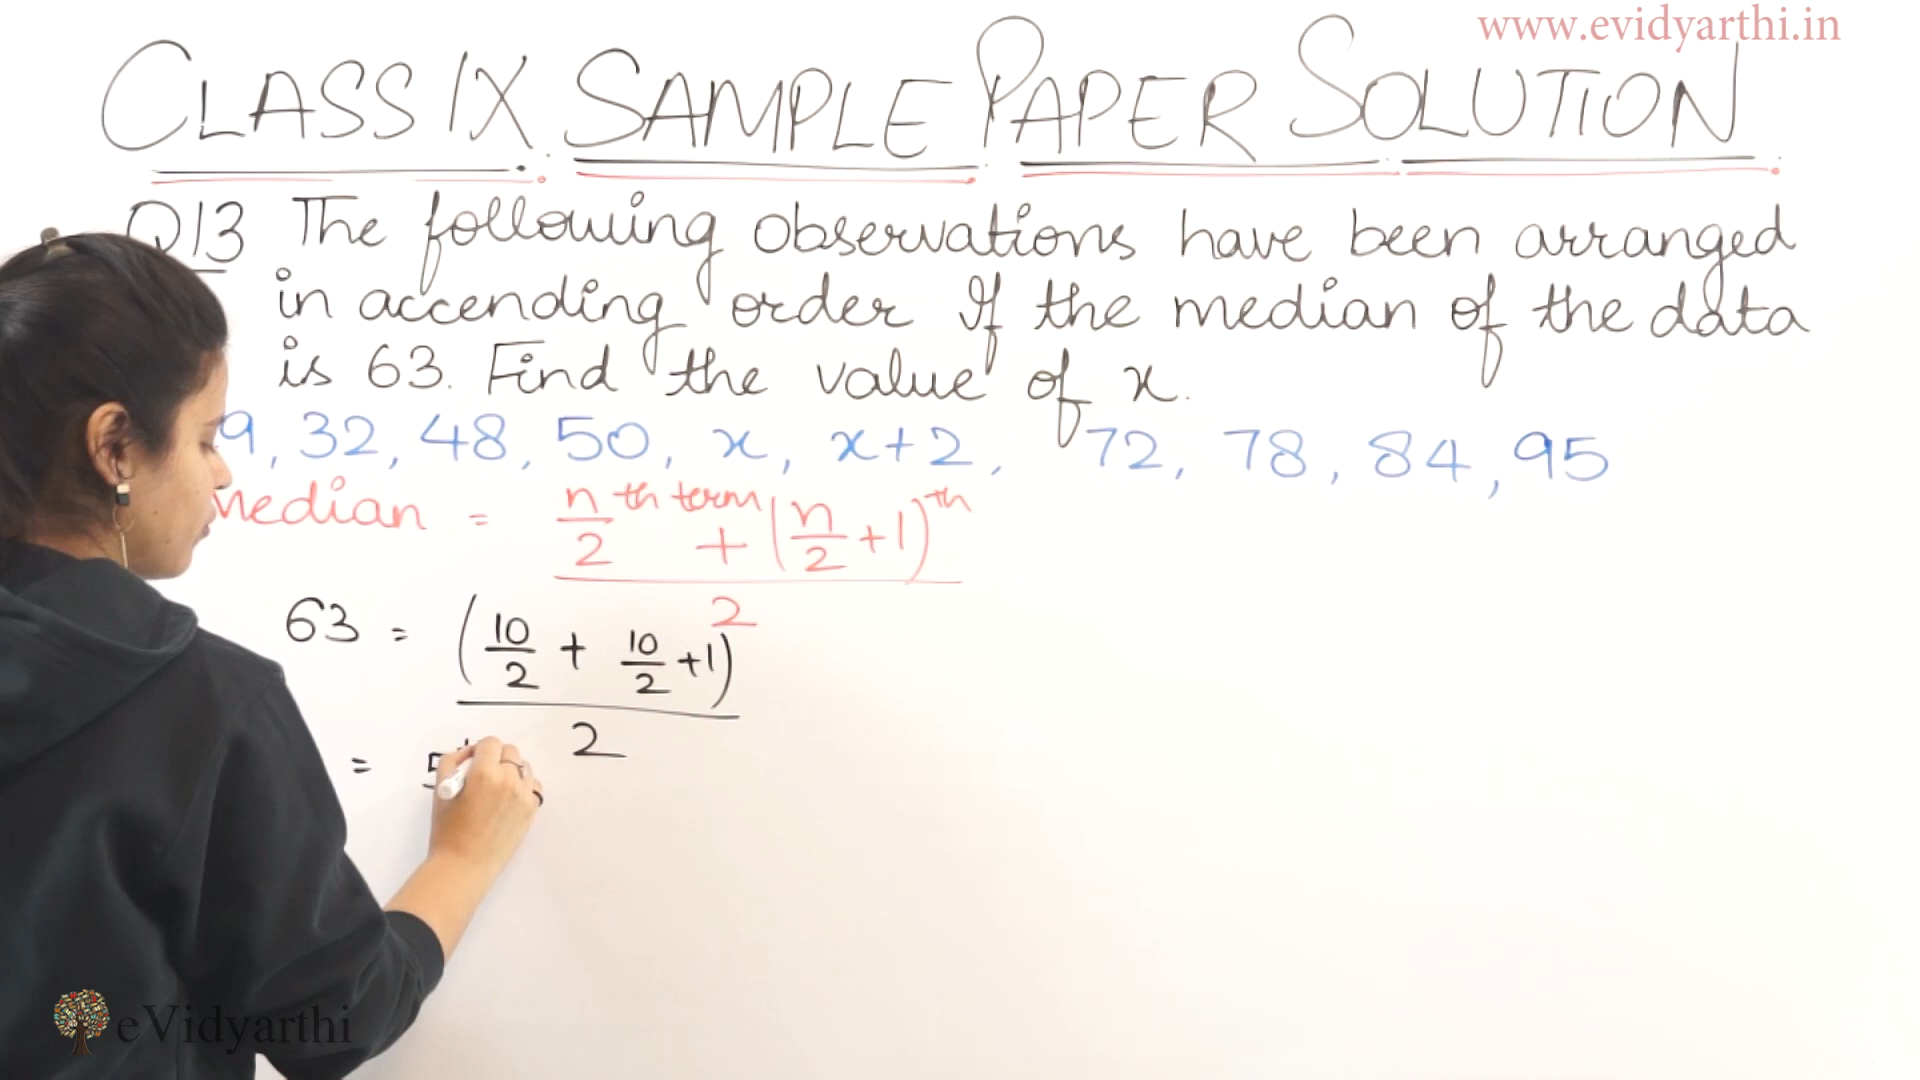 www.evidyarthi.in
CLASS IX SAMPLE PAPER SOLUTION
Q13 The following observations have been arranged
in accending order If the median of the data
is 63. Find the value of x.
9, 32, 48, 50, x, x+2, 72, 78, 84, 95
median = n/2 th term + (n/2 +1)th
2
63 = (10/2 + 10/2 +1)
2
= 5
eVidyarthi